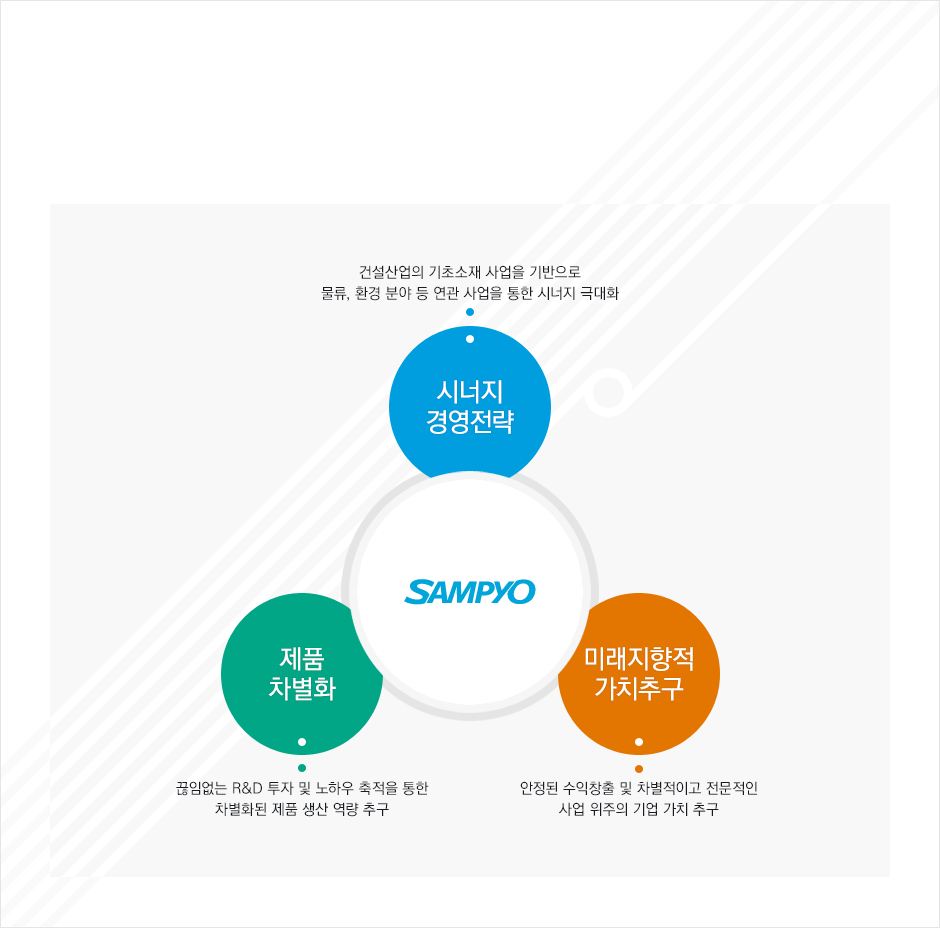 건설산업의 기초소재 사업을 기반으로
물류, 환경 분야 등 연관 사업을 통한 시너지 극대화
시너지
경영전략
SAMPYO
제품
차별화
미래지향적
가치추구
끊임없는 R&D 투자 및 노하우 축적을 통한
차별화된 제품 생산 역량 추구
안정된 수익창출 및 차별적이고 전문적인
사업 위주의 기업 가치 추구